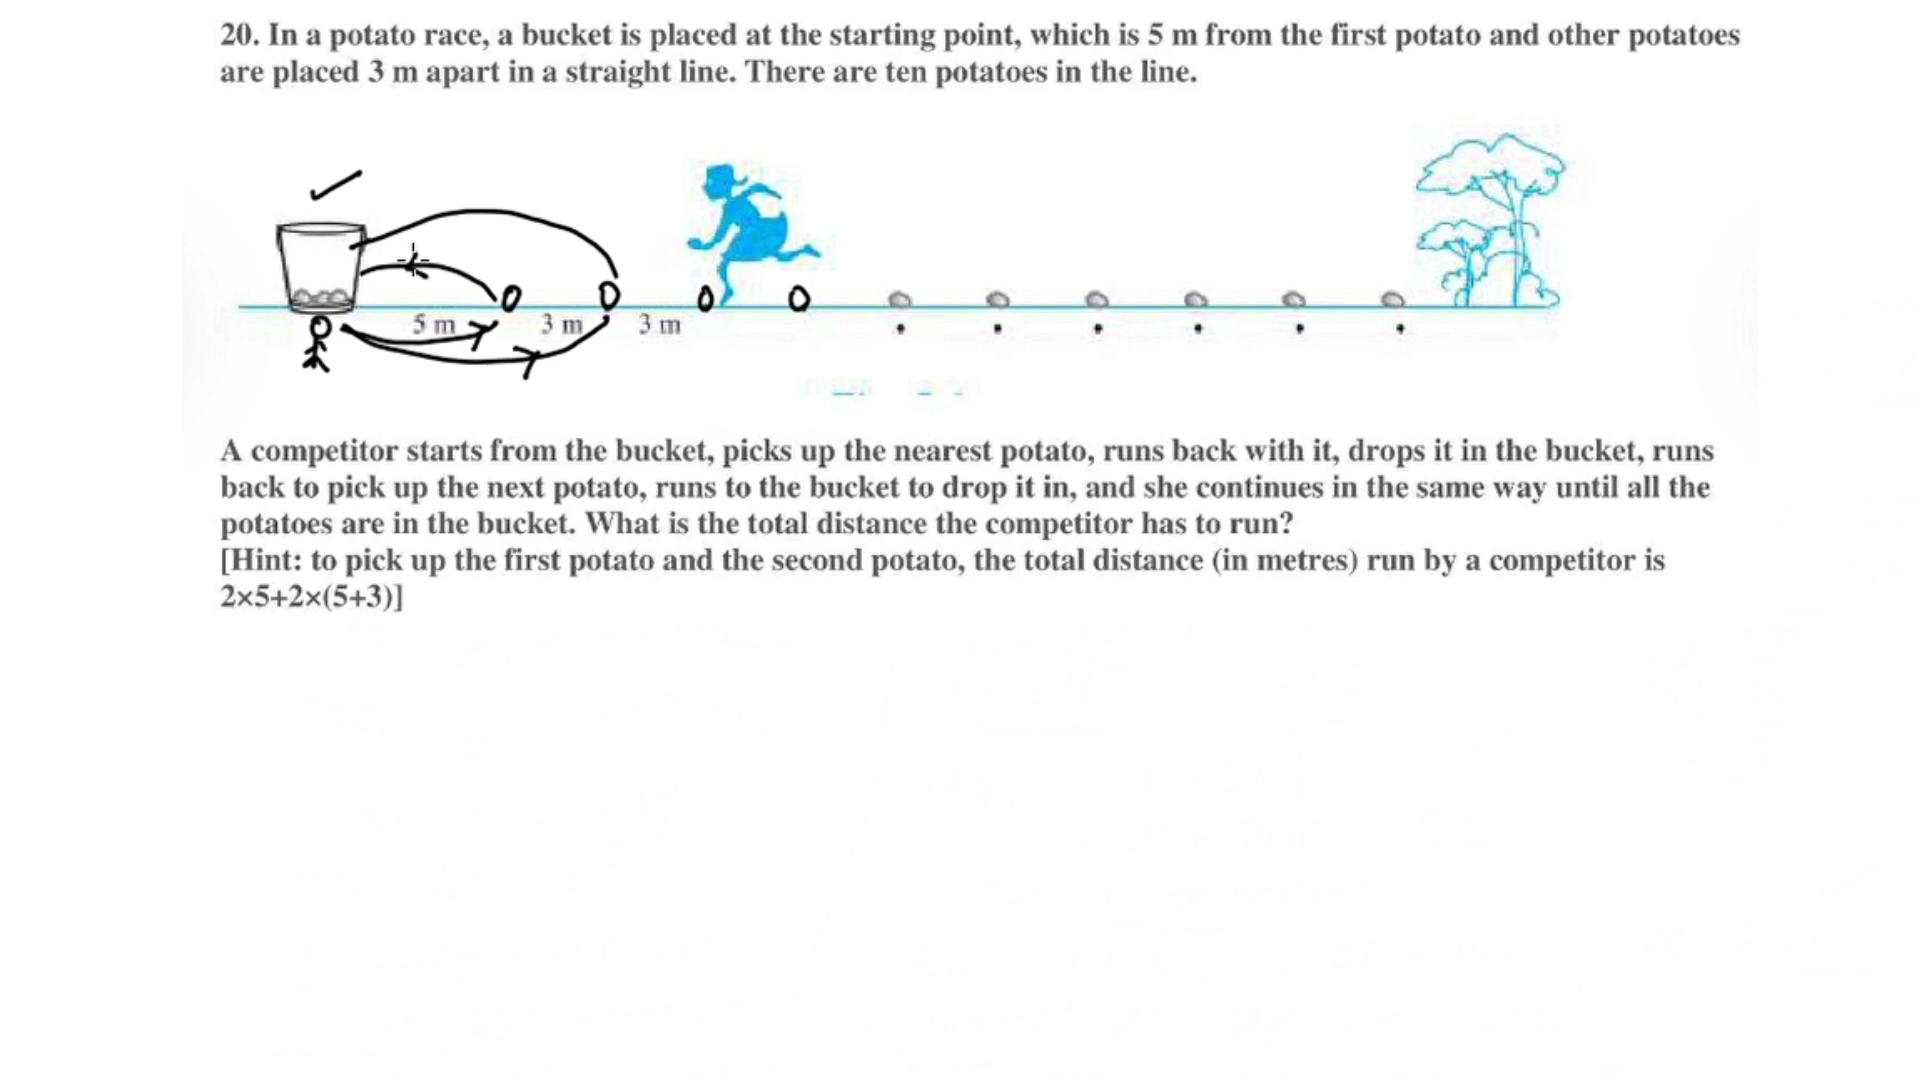 20. In a potato race, a bucket is placed at the starting point, which is 5 m from the first potato and other potatoes
are placed 3 m apart in a straight line. There are ten potatoes in the line.
5 m 3 m 3 m
A competitor starts from the bucket, picks up the nearest potato, runs back with it, drops it in the bucket, runs
back to pick up the next potato, runs to the bucket to drop it in, and she continues in the same way until all the
potatoes are in the bucket. What is the total distance the competitor has to run?
[Hint: to pick up the first potato and the second potato, the total distance (in metres) run by a competitor is
2×5+2×(5+3)]